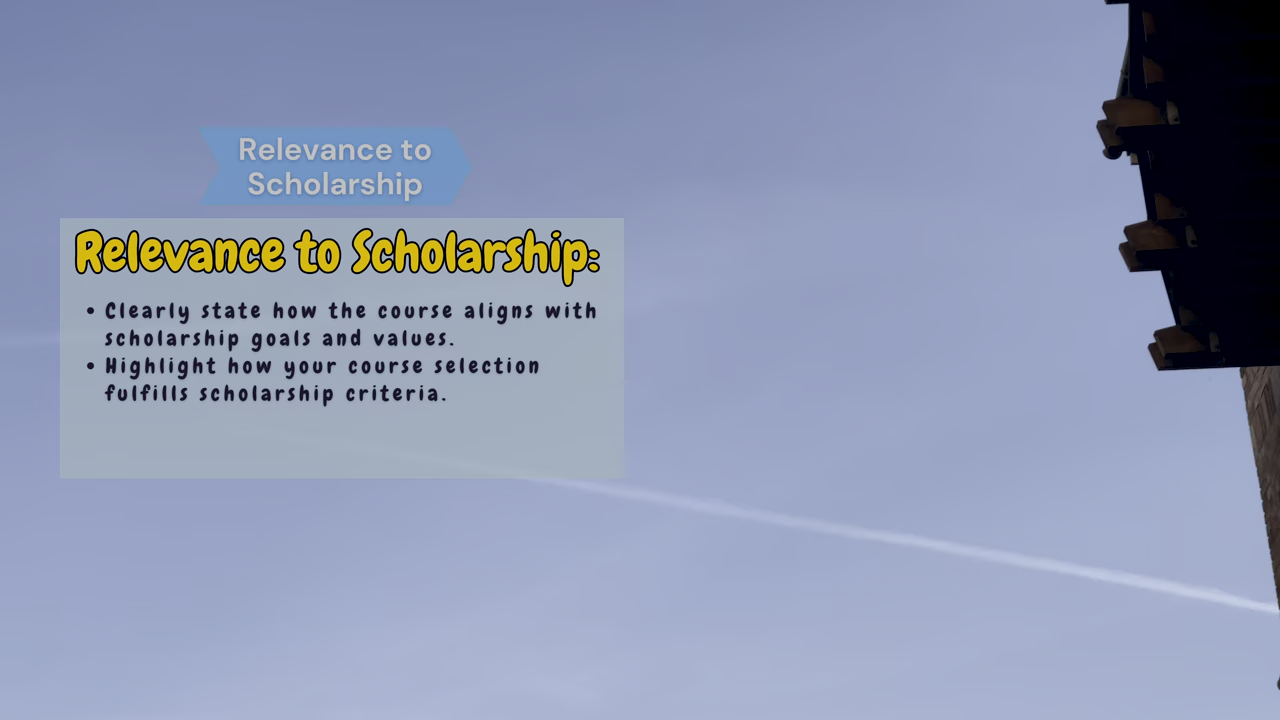 Relevance to
Scholarship
Relevance to Scholarship:
• Clearly state how the course aligns with
scholarship goals and values.
• Highlight how your course selection
fulfills scholarship criteria.